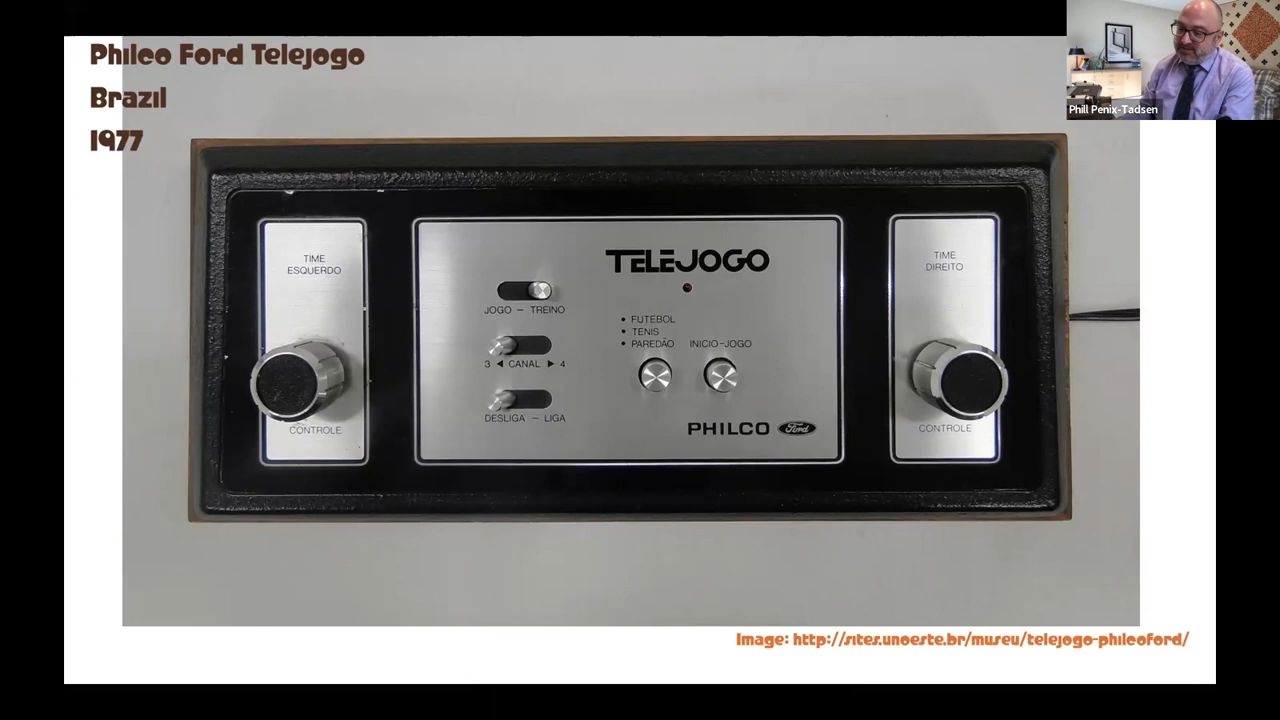 Philco Ford Telejogo
Brazil
1977
Phill Penix-Tadsen
TIME
ESQUERDO
CONTROLE
TELEJOGO
JOGO – TREINO
3 ◀ CANAL ▶ 4
DESLIGA – LIGA
• FUTEBOL
• TENIS
• PAREDÃO
INICIO-JOGO
PHILCO Ford
TIME
DIREITO
CONTROLE
Image: http://sites.unoeste.br/museu/telejogo-philcoford/